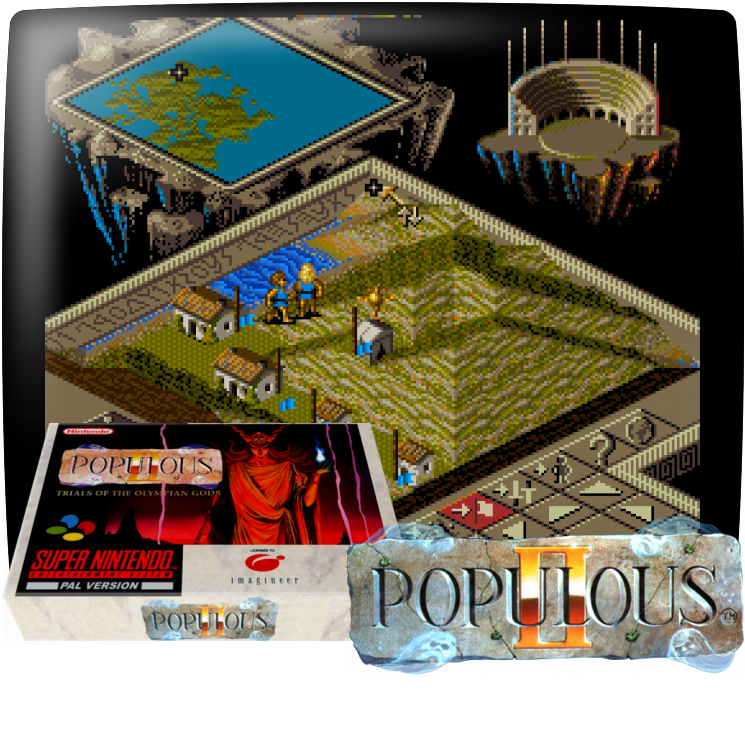 Nintendo
POPULOUS
II
TRIALS OF THE OLYMPIAN GODS
SUPER NINTENDO
ENTERTAINMENT SYSTEM
PAL VERSION
LICENSED TO
imagineer
POPULOUS
II
POPULOUS
II
TM